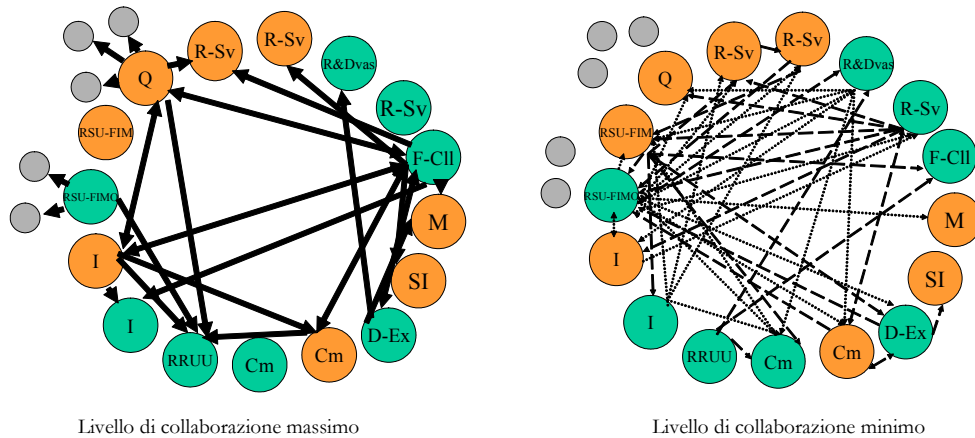 R-Sv
R-Sv
R&Dvas
Q
R-Sv
RSU-FIM
F-Cll
RSU-FIMO
M
I
SI
I
D-Ex
RRUU
Cm
Cm
Livello di collaborazione massimo
R-Sv
R-Sv
R&Dvas
Q
R-Sv
RSU-FIM
F-Cll
RSU-FIMO
M
I
SI
I
D-Ex
RRUU
Cm
Cm
Livello di collaborazione minimo